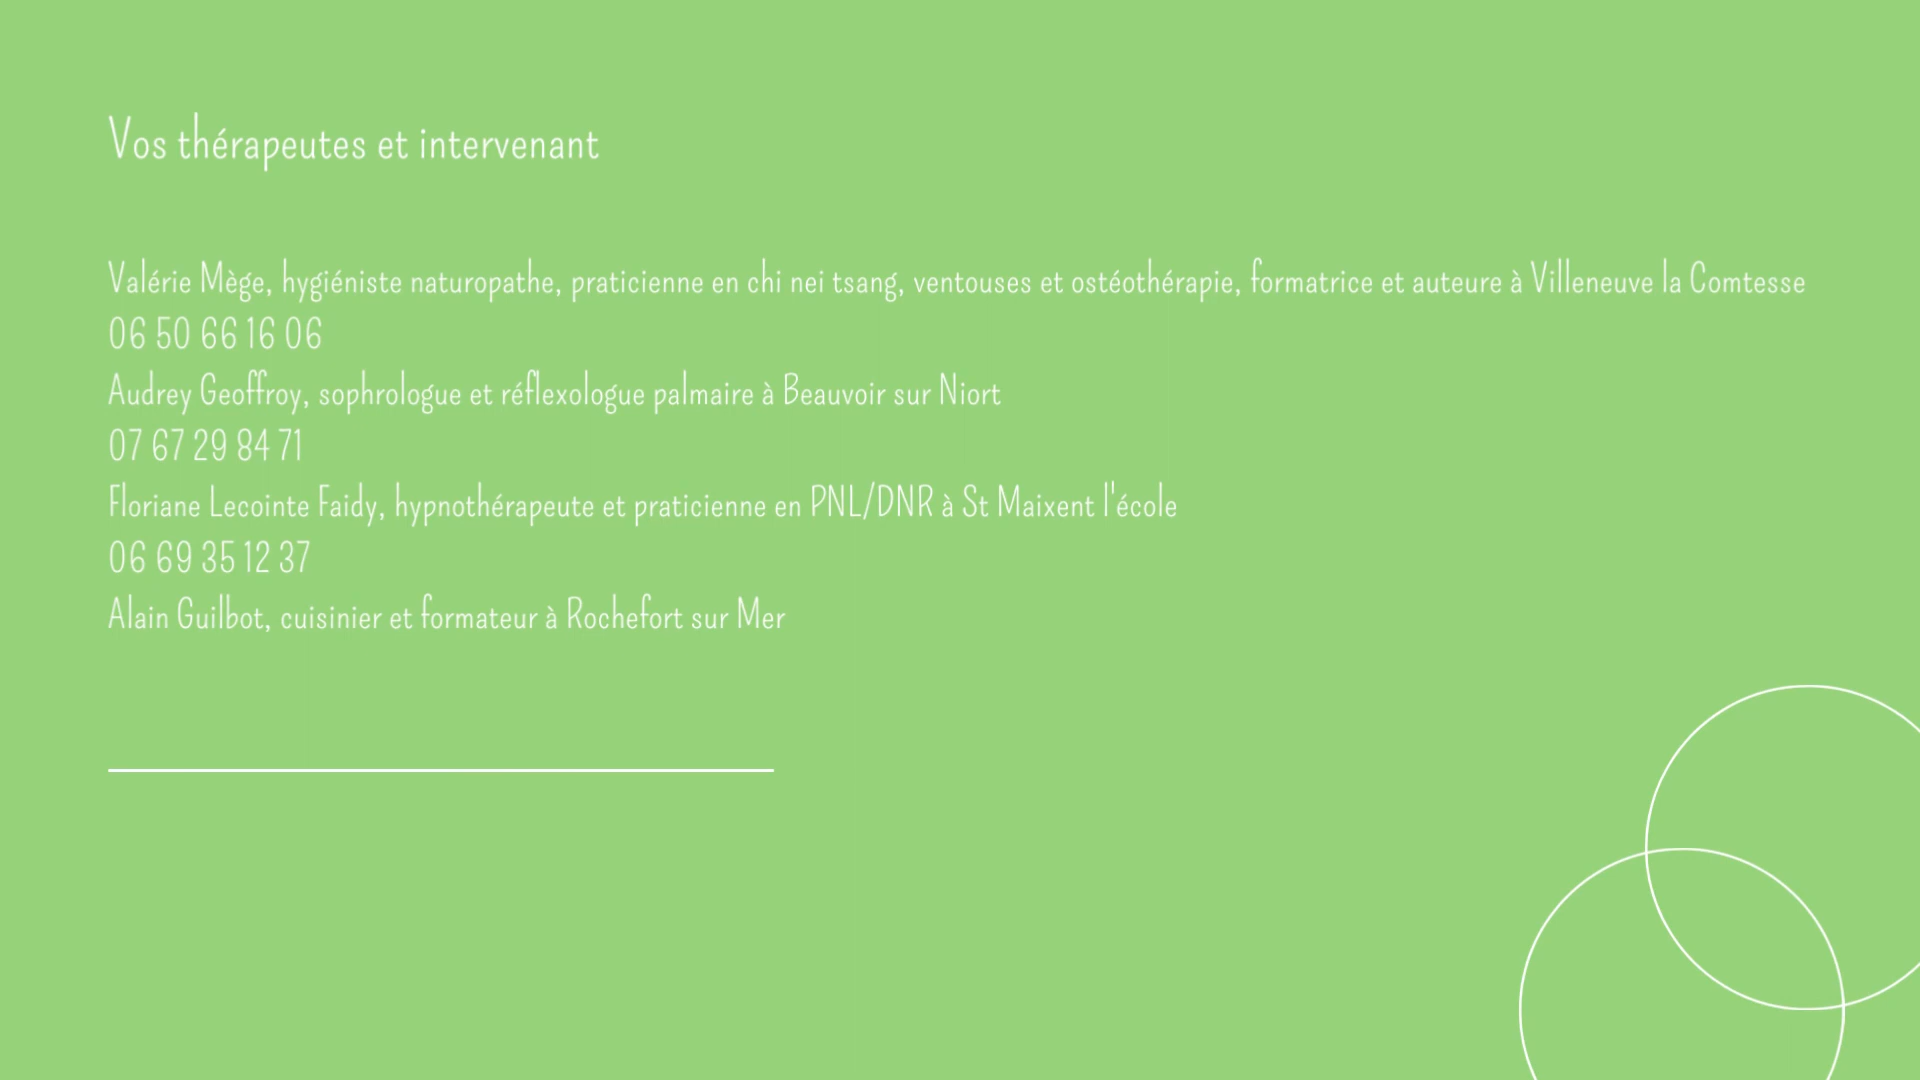 Vos thérapeutes et intervenant
Valérie Mège, hygiéniste naturopathe, praticienne en chi nei tsang, ventouses et ostéothérapie, formatrice et auteure à Villeneuve la Comtesse
06 50 66 16 06
Audrey Geoffroy, sophrologue et réflexologue palmaire à Beauvoir sur Niort
07 67 29 84 71
Floriane Lecointe Faidy, hypnothérapeute et praticienne en PNL/DNR à St Maixent l'école
06 69 35 12 37
Alain Guilbot, cuisinier et formateur à Rochefort sur Mer